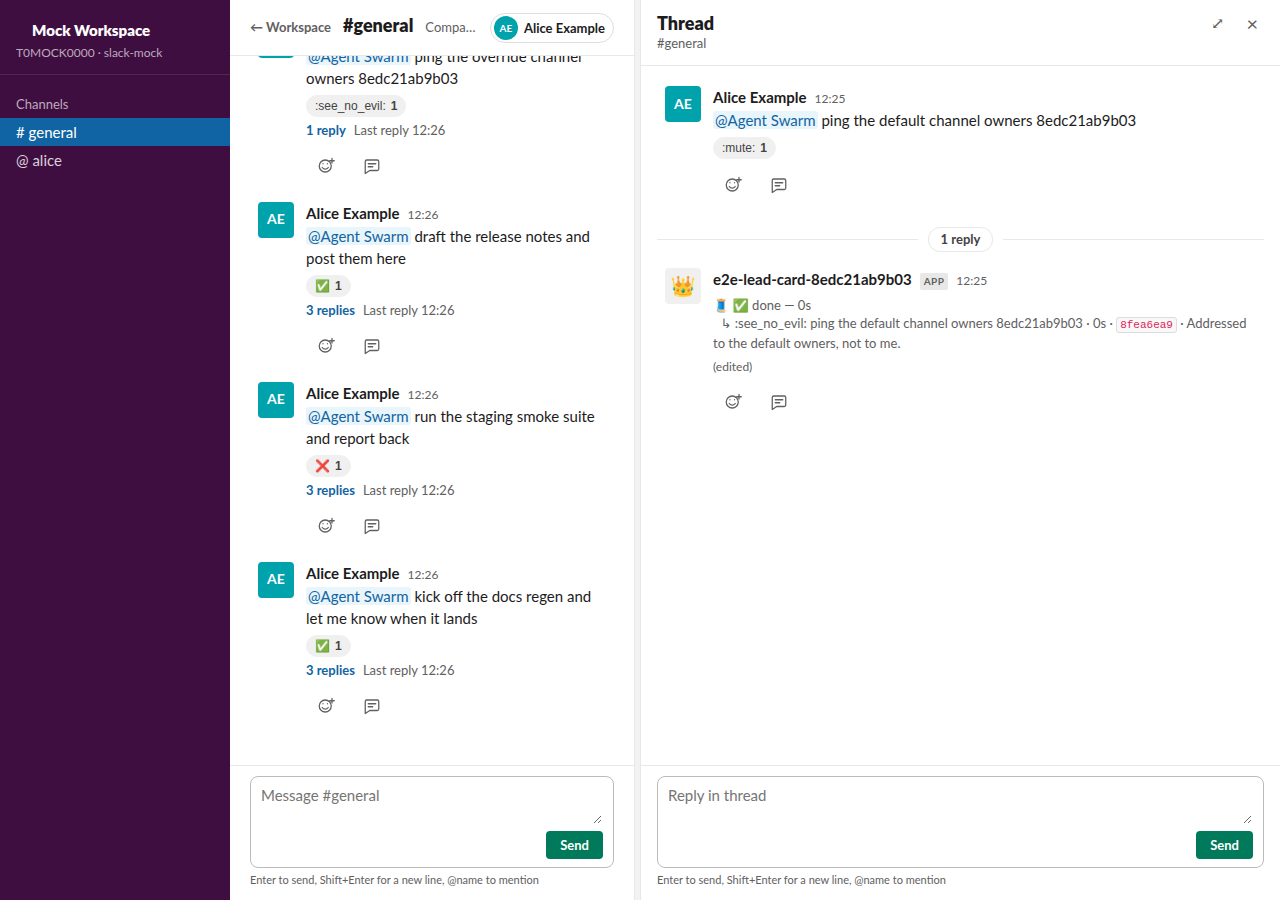 Mock Workspace
T0MOCK0000 · slack-mock
Channels
# general
@ alice
← Workspace #general Compa... AE Alice Example
@Agent Swarm ping the override channel
owners 8edc21ab9b03
:see_no_evil: 1
1 reply Last reply 12:26
AE Alice Example 12:26
@Agent Swarm draft the release notes and
post them here
✅ 1
3 replies Last reply 12:26
AE Alice Example 12:26
@Agent Swarm run the staging smoke suite
and report back
❌ 1
3 replies Last reply 12:26
AE Alice Example 12:26
@Agent Swarm kick off the docs regen and
let me know when it lands
✅ 1
3 replies Last reply 12:26
Message #general
Send
Enter to send, Shift+Enter for a new line, @name to mention
Thread
#general
AE Alice Example 12:25
@Agent Swarm ping the default channel owners 8edc21ab9b03
:mute: 1
1 reply
e2e-lead-card-8edc21ab9b03 APP 12:25
🧵 ✅ done — 0s
↳ :see_no_evil: ping the default channel owners 8edc21ab9b03 · 0s · 8fea6ea9 · Addressed
to the default owners, not to me.
(edited)
Reply in thread
Send
Enter to send, Shift+Enter for a new line, @name to mention